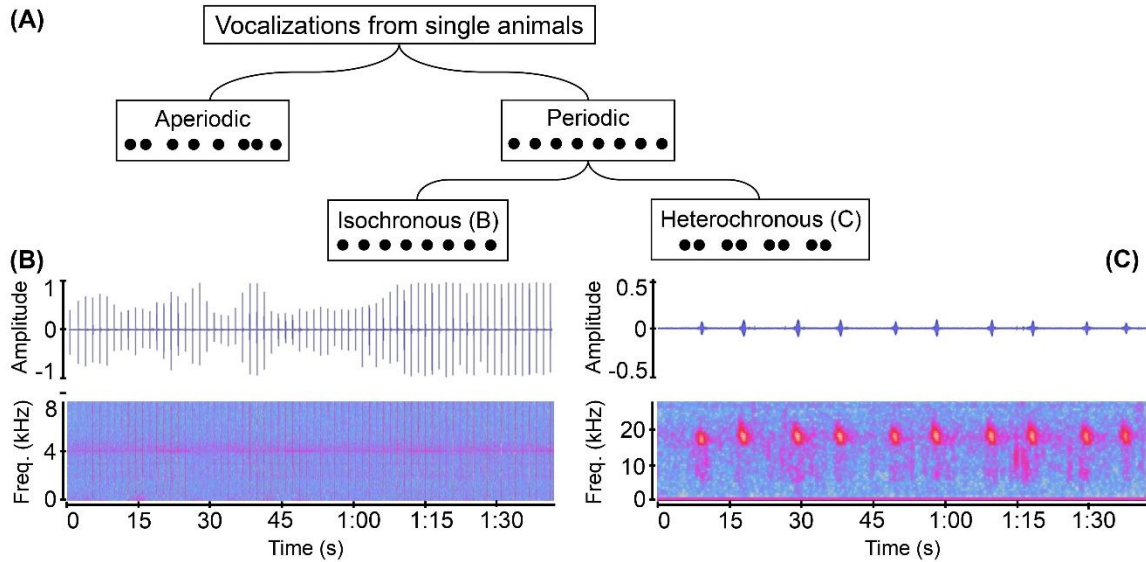 (A)
Vocalizations from single animals
Aperiodic
Periodic
Isochronous (B)
Heterochronous (C)
(B)
Amplitude
1
0
-1
Freq. (kHz)
8
4
0
0 15 30 45 1:00 1:15 1:30
Time (s)
(C)
Amplitude
0.5
0
-0.5
Freq. (kHz)
20
10
0
0 15 30 45 1:00 1:15 1:30
Time (s)